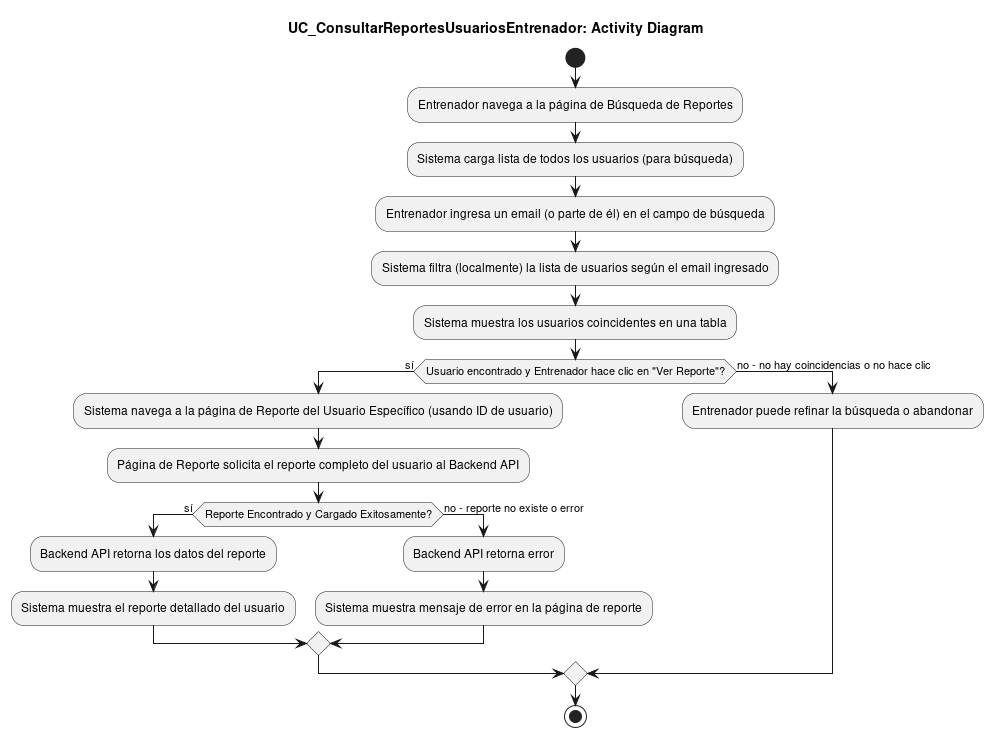 UC_ConsultarReportesUsuariosEntrenador: Activity Diagram
Entrenador navega a la página de Búsqueda de Reportes
Sistema carga lista de todos los usuarios (para búsqueda)
Entrenador ingresa un email (o parte de él) en el campo de búsqueda
Sistema filtra (localmente) la lista de usuarios según el email ingresado
Sistema muestra los usuarios coincidentes en una tabla
sí
Usuario encontrado y Entrenador hace clic en "Ver Reporte"?
no - no hay coincidencias o no hace clic
Sistema navega a la página de Reporte del Usuario Específico (usando ID de usuario)
Entrenador puede refinar la búsqueda o abandonar
Página de Reporte solicita el reporte completo del usuario al Backend API
sí
Reporte Encontrado y Cargado Exitosamente?
no - reporte no existe o error
Backend API retorna los datos del reporte
Backend API retorna error
Sistema muestra el reporte detallado del usuario
Sistema muestra mensaje de error en la página de reporte